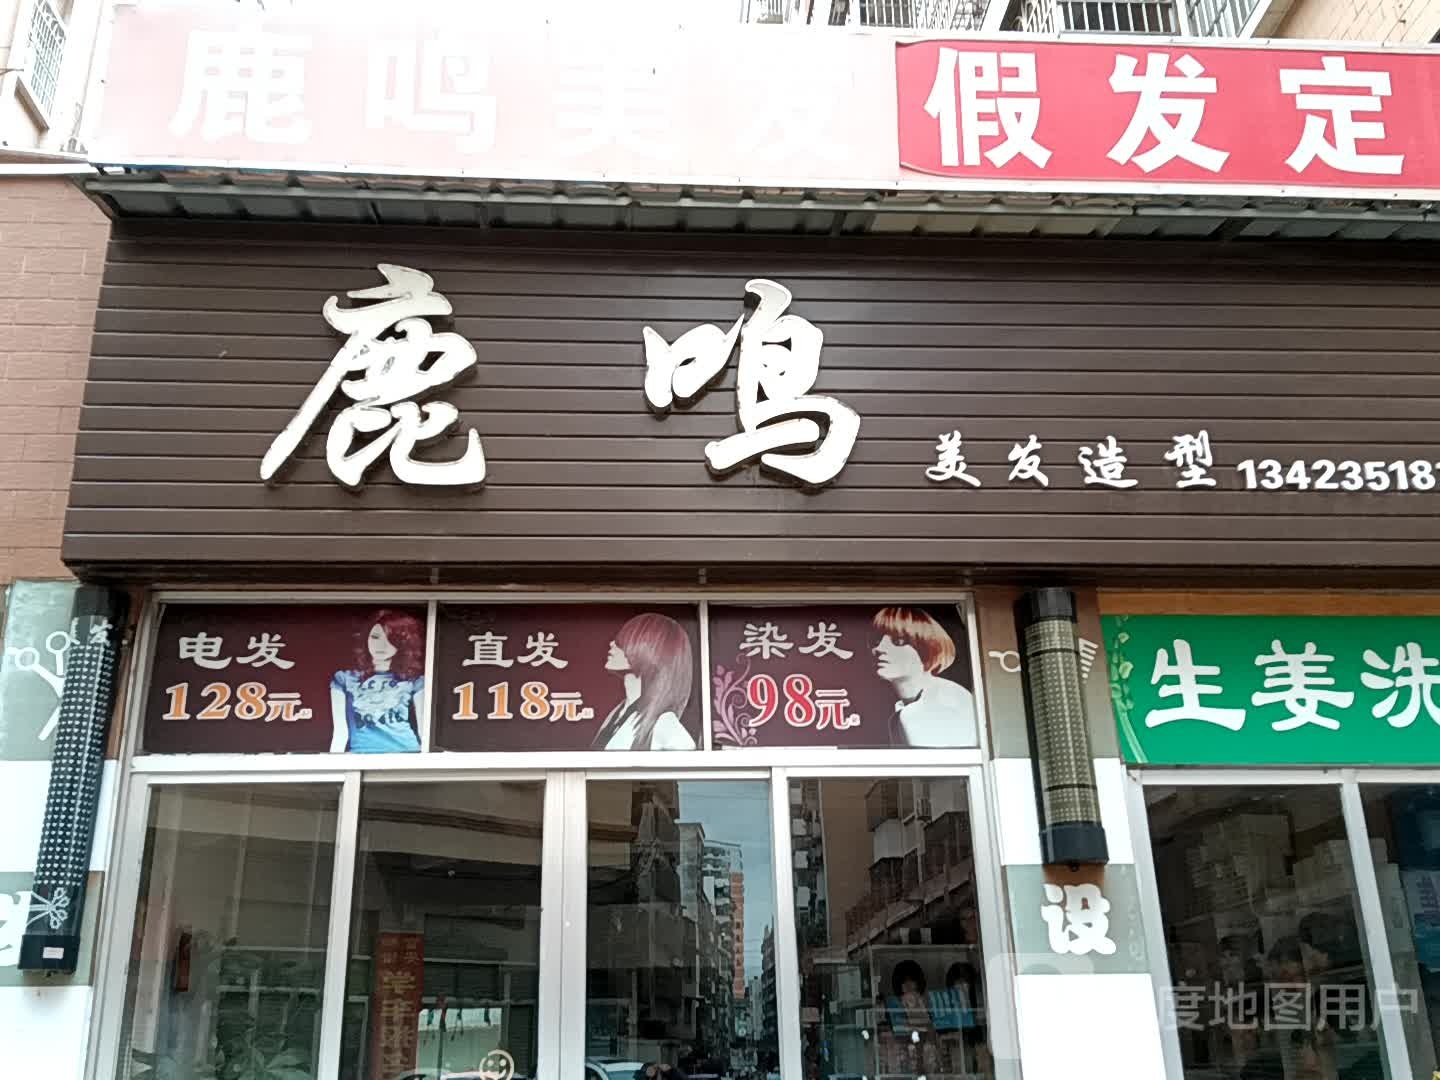 鹿鸣美发
假发定
鹿鸣
美发造型 134235181
电发
128元
直发
118元
染发
98元
生姜洗
发
设
度地图用户